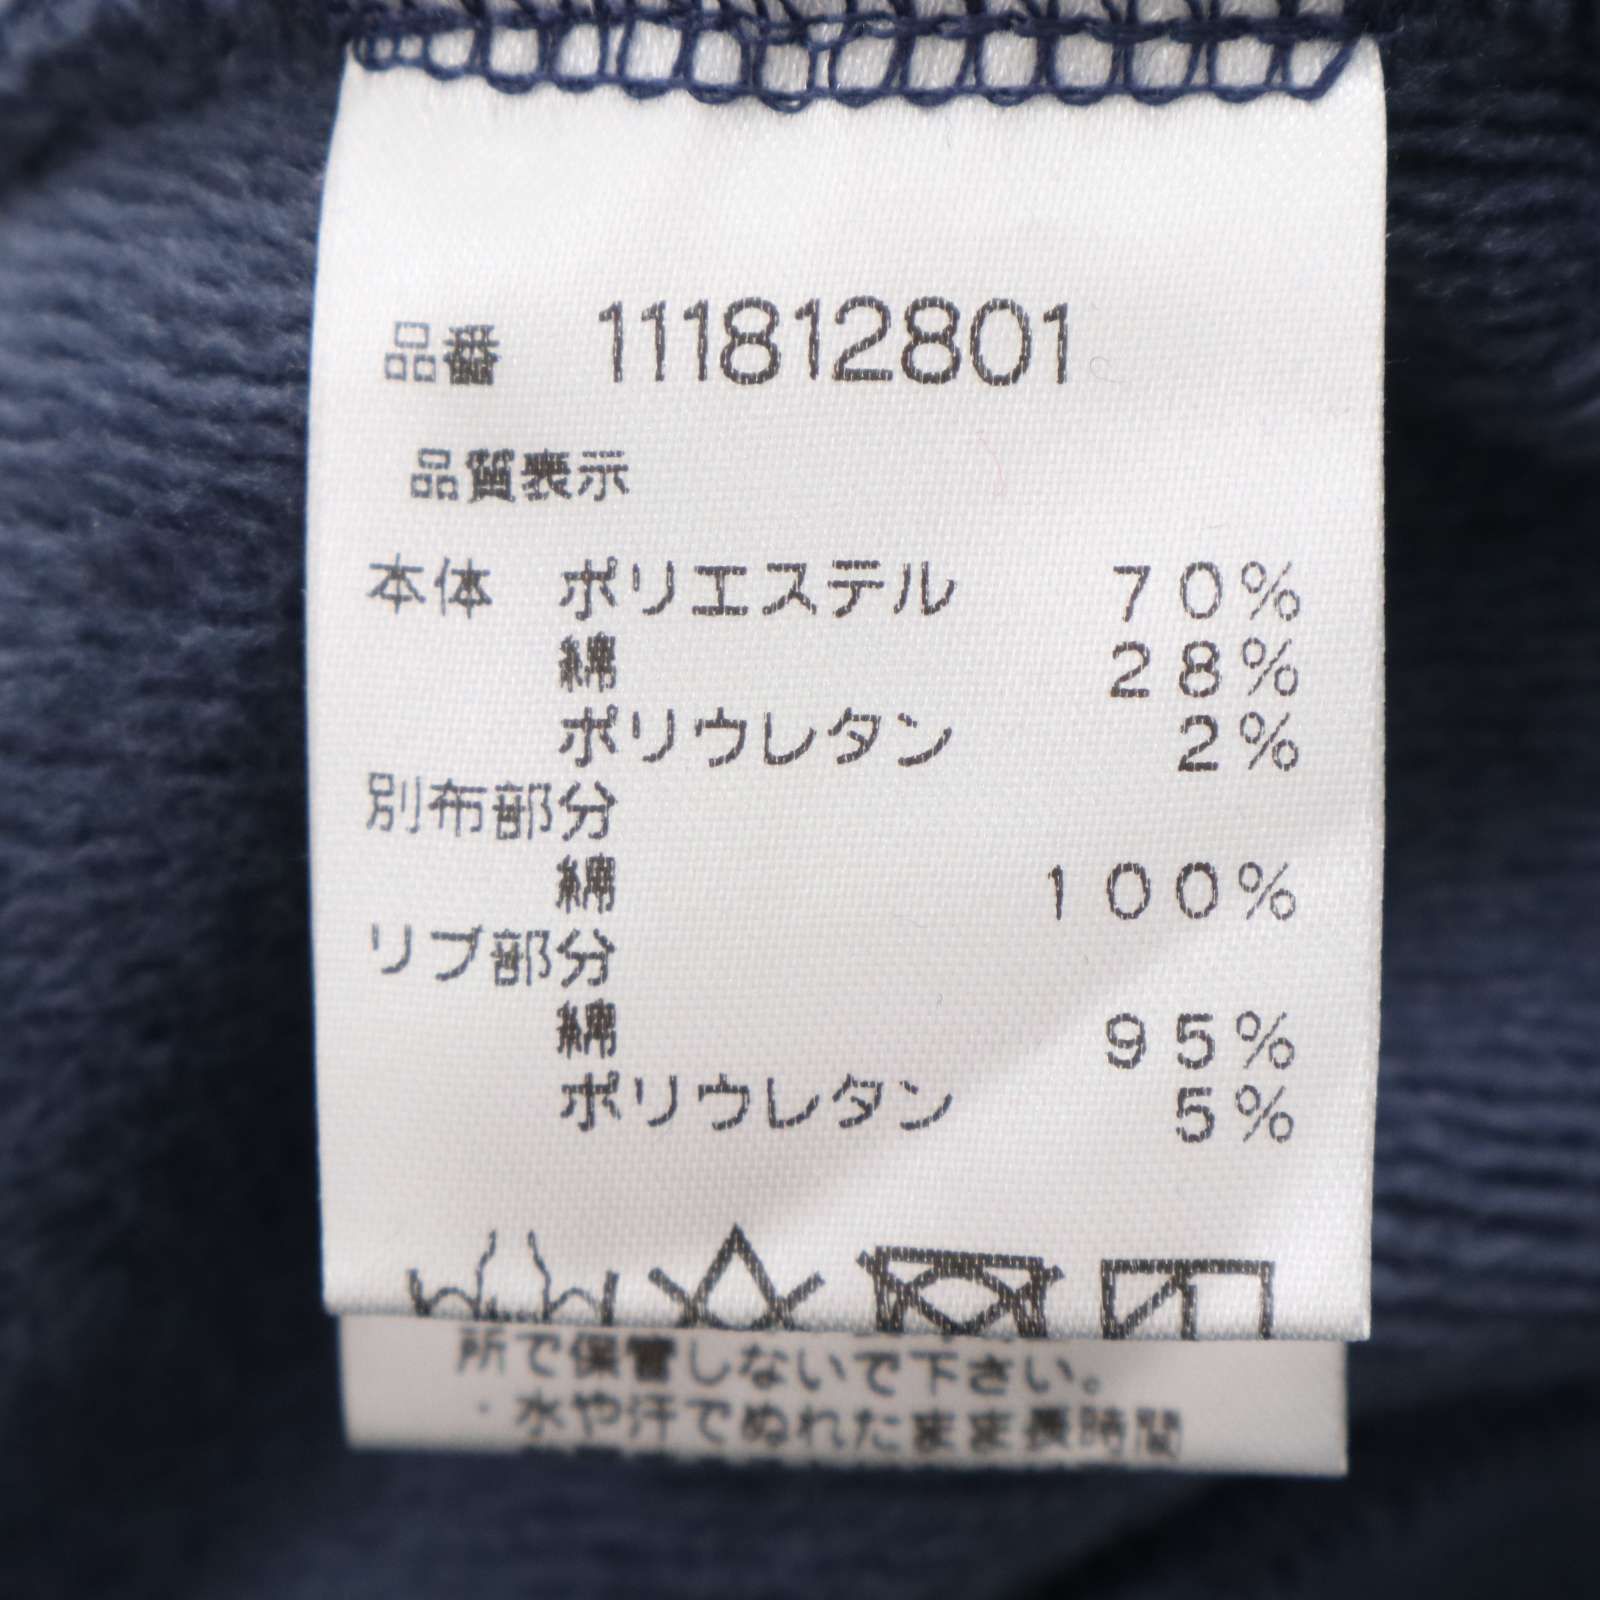 品番 111812801
品質表示
本体 ポリエステル 70%
綿 28%
ポリウレタン 2%
別布部分
綿 100%
リブ部分
綿 95%
ポリウレタン 5%
所で保管しないで下さい。
・水や汗でぬれたまま長時間